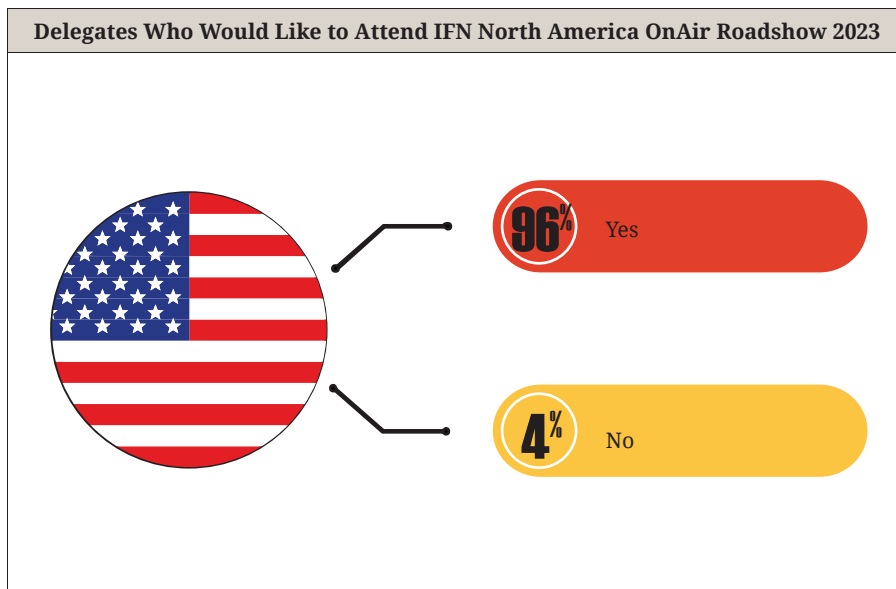 Delegates Who Would Like to Attend IFN North America OnAir Roadshow 2023
96% Yes
4% No